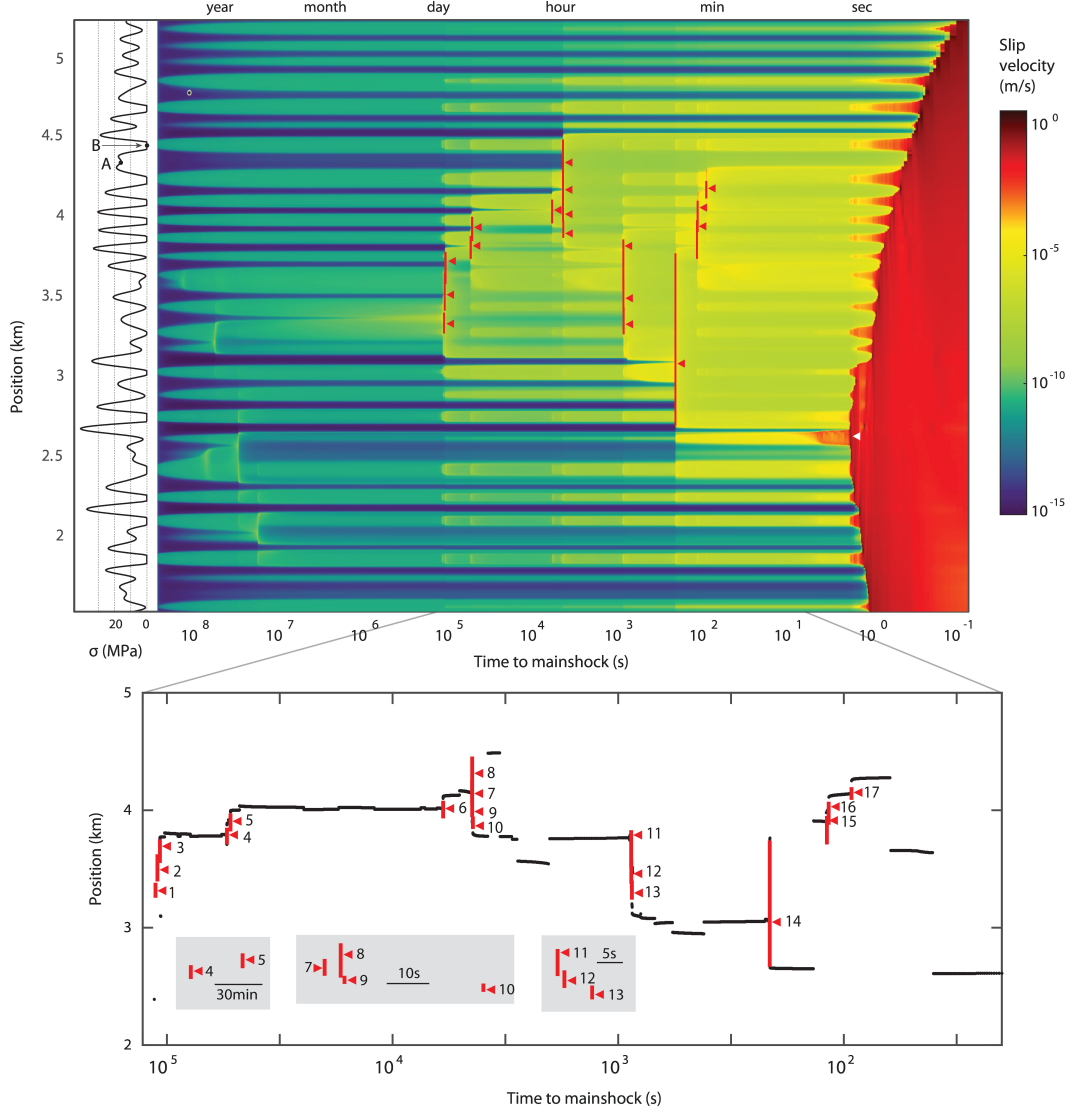 year month day hour min sec
Slip
velocity
(m/s)
5
4.5
4
3.5
3
2.5
2
Position (km)
B
A
10 0
10 -5
10 -10
10 -15
20 0
σ (MPa)
10 8 10 7 10 6 10 5 10 4 10 3 10 2 10 1 10 0 10 -1
Time to mainshock (s)
5
4
3
2
Position (km)
1
2
3
4
5
6
8
7
9
10
11
12
13
14
16
15
17
4 5
30min
7 8
9
10s
10
11
5s
12
13
10 5 10 4 10 3 10 2
Time to mainshock (s)